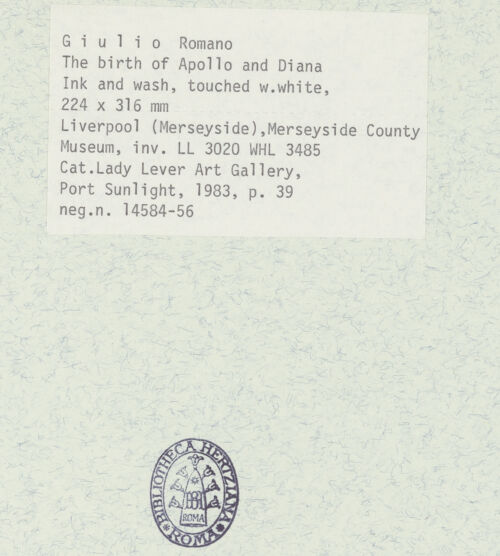 Giulio Romano
The birth of Apollo and Diana
Ink and wash, touched w.white,
224 x 316 mm
Liverpool (Merseyside),Merseyside County
Museum, inv. LL 3020 WHL 3485
Cat.Lady Lever Art Gallery,
Port Sunlight, 1983, p. 39
neg.n. 14584-56
BIBLIOTHECA HERTZIANA
ROMA
ROMA